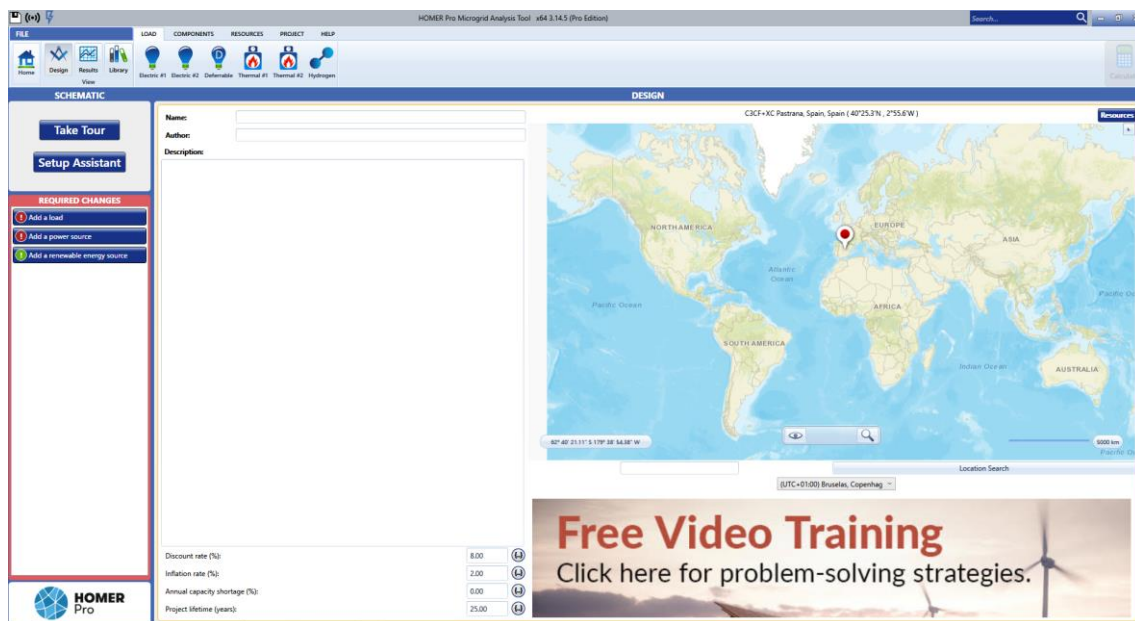 HOMER Pro Microgrid Analysis Tool x64 3.14.5 (Pro Edition)
Search...
FILE
LOAD COMPONENTS RESOURCES PROJECT HELP
Home Design Results Library
View
Electric #1 Electric #2 Deferrable Thermal #1 Thermal #2 Hydrogen
Calculate
SCHEMATIC
DESIGN
Take Tour
Setup Assistant
REQUIRED CHANGES
Add a load
Add a power source
Add a renewable energy source
HOMER
Pro
Name:
Author:
Description:
Discount rate (%): 8.00
Inflation rate (%): 2.00
Annual capacity shortage (%): 0.00
Project lifetime (years): 25.00
C3CF+XC Pastrana, Spain, Spain ( 40°25.3'N , 2°55.6'W )
Resources
NORTH AMERICA
EUROPE
ASIA
Atlantic
Ocean
Pacific Ocean
AFRICA
SOUTH AMERICA
Indian Ocean
AUSTRALIA
5000 km
Location Search
(UTC+01:00) Bruselas, Copenhag
Free Video Training
Click here for problem-solving strategies.